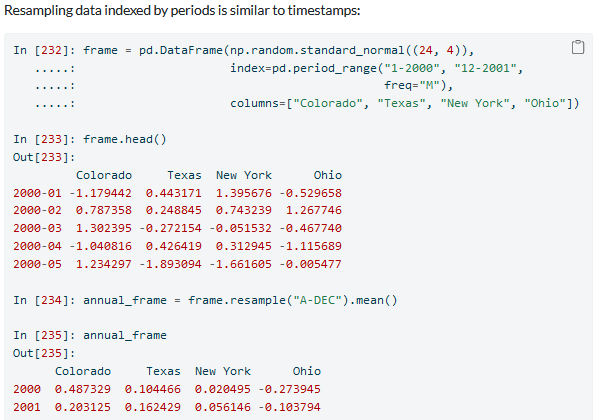 Resampling data indexed by periods is similar to timestamps:
In [232]: frame = pd.DataFrame(np.random.standard_normal((24, 4)),
.....: index=pd.period_range("1-2000", "12-2001",
.....: freq="M"),
.....: columns=["Colorado", "Texas", "New York", "Ohio"])
In [233]: frame.head()
Out[233]:
Colorado Texas New York Ohio
2000-01 -1.179442 0.443171 1.395676 -0.529658
2000-02 0.787358 0.248845 0.743239 1.267746
2000-03 1.302395 -0.272154 -0.051532 -0.467740
2000-04 -1.040816 0.426419 0.312945 -1.115689
2000-05 1.234297 -1.893094 -1.661605 -0.005477
In [234]: annual_frame = frame.resample("A-DEC").mean()
In [235]: annual_frame
Out[235]:
Colorado Texas New York Ohio
2000 0.487329 0.104466 0.020495 -0.273945
2001 0.203125 0.162429 0.056146 -0.103794